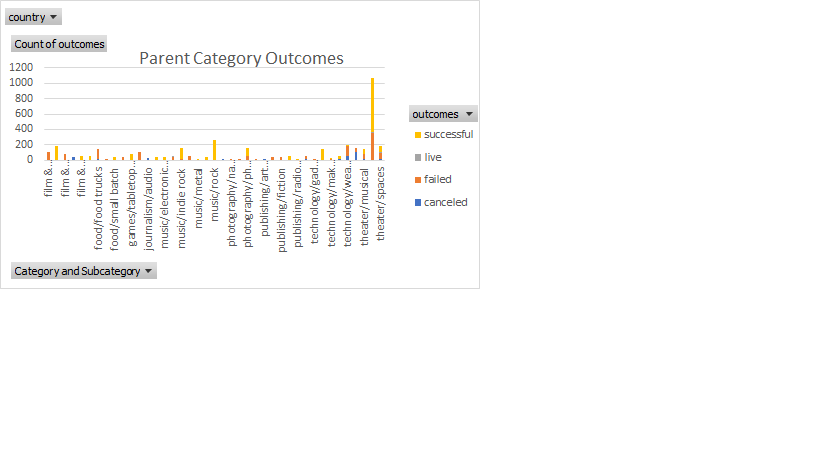 country
Count of outcomes
Parent Category Outcomes
1200
1000
800
600
400
200
0
film &...
film &...
film &...
food/food trucks
food/small batch
games/tabletop...
journalism/audio
music/electronic...
music/indie rock
music/metal
music/rock
photography/na...
photography/ph...
publishing/art...
publishing/fiction
publishing/radio...
technology/gad...
technology/mak...
technology/wea...
theater/musical
theater/spaces
outcomes
successful
live
failed
canceled
Category and Subcategory